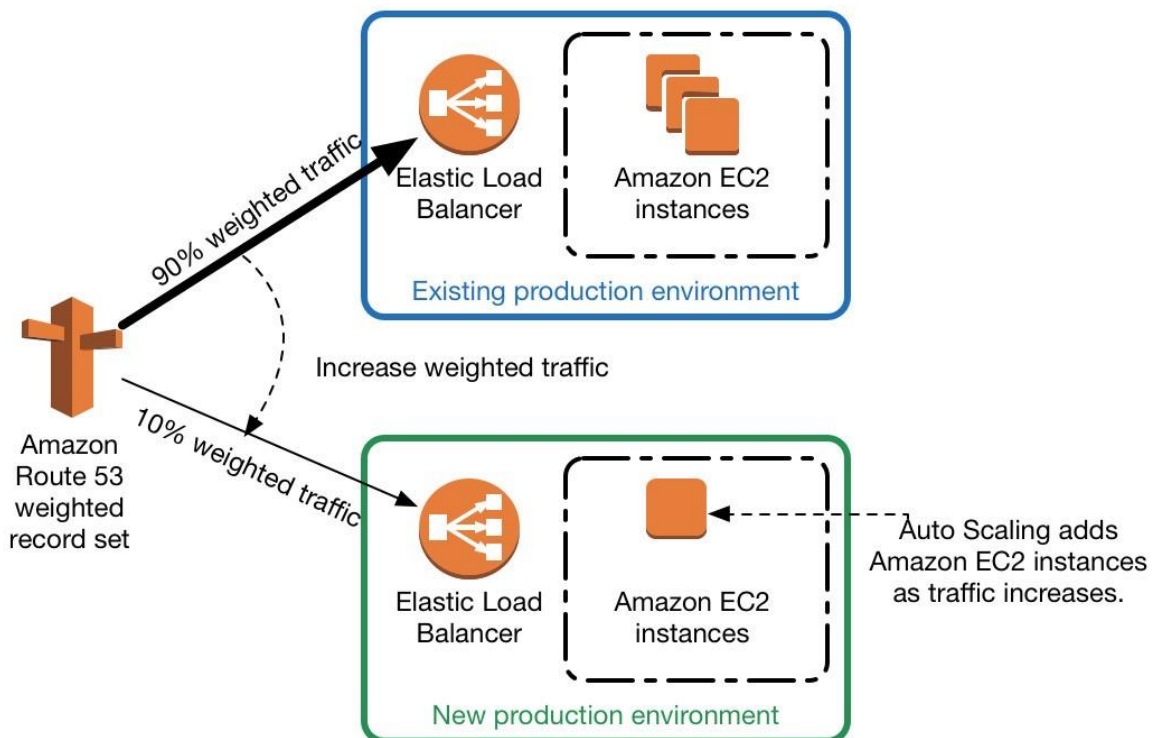 Elastic Load
Balancer
Amazon EC2
instances
Existing production environment
90% weighted traffic
Increase weighted traffic
10% weighted traffic
Amazon
Route 53
weighted
record set
Elastic Load
Balancer
Amazon EC2
instances
Auto Scaling adds
Amazon EC2 instances
as traffic increases.
New production environment